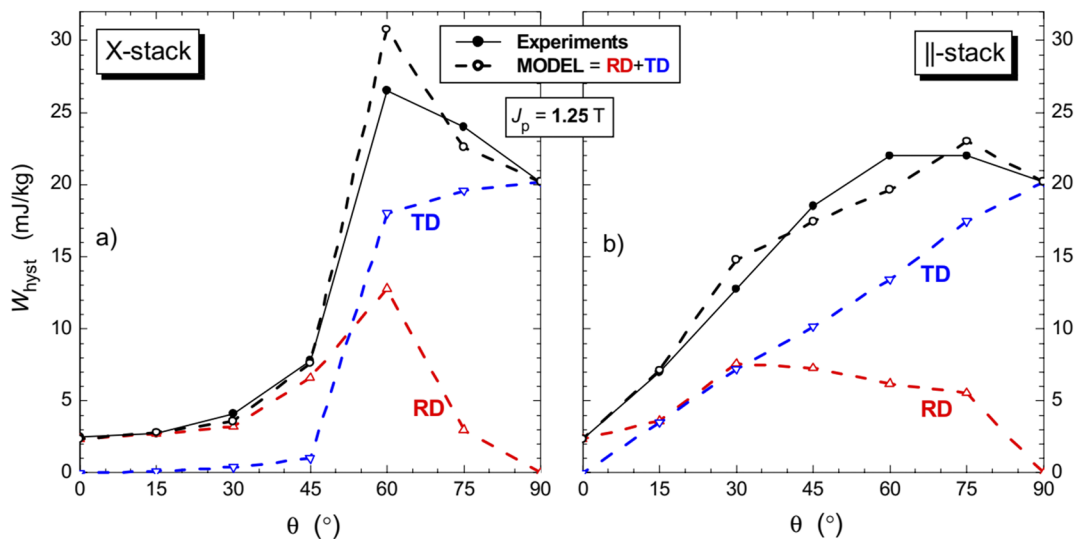 X-stack
Experiments
MODEL = RD+TD
||-stack
J_p = 1.25 T
W_hyst (mJ/kg)
30
25
20
15
10
5
0
a)
TD
RD
0 15 30 45 60 75 90
θ (°)
b)
TD
RD
30
25
20
15
10
5
0
0 15 30 45 60 75 90
θ (°)